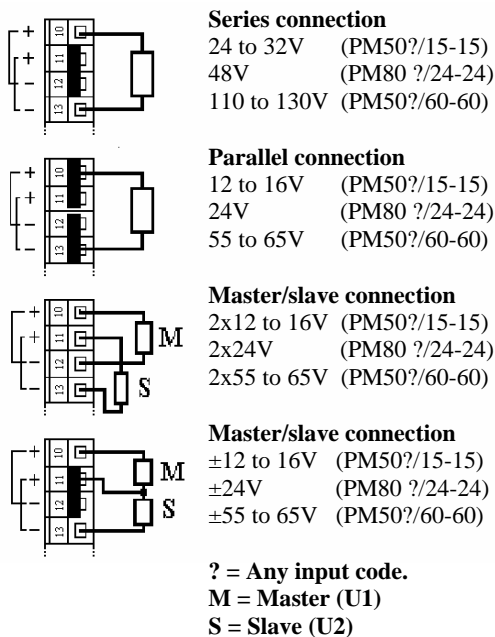 Series connection
24 to 32V (PM50?/15-15)
48V (PM80 ?/24-24)
110 to 130V (PM50?/60-60)
+ 10
+ 11
- 12
- 13
Parallel connection
12 to 16V (PM50?/15-15)
24V (PM80 ?/24-24)
55 to 65V (PM50?/60-60)
+ 10
+ 11
- 12
- 13
Master/slave connection
2x12 to 16V (PM50?/15-15)
2x24V (PM80 ?/24-24)
2x55 to 65V (PM50?/60-60)
+ 10
+ 11
- 12
- 13
M
S
Master/slave connection
±12 to 16V (PM50?/15-15)
±24V (PM80 ?/24-24)
±55 to 65V (PM50?/60-60)
+ 10
+ 11
- 12
- 13
M
S
? = Any input code.
M = Master (U1)
S = Slave (U2)